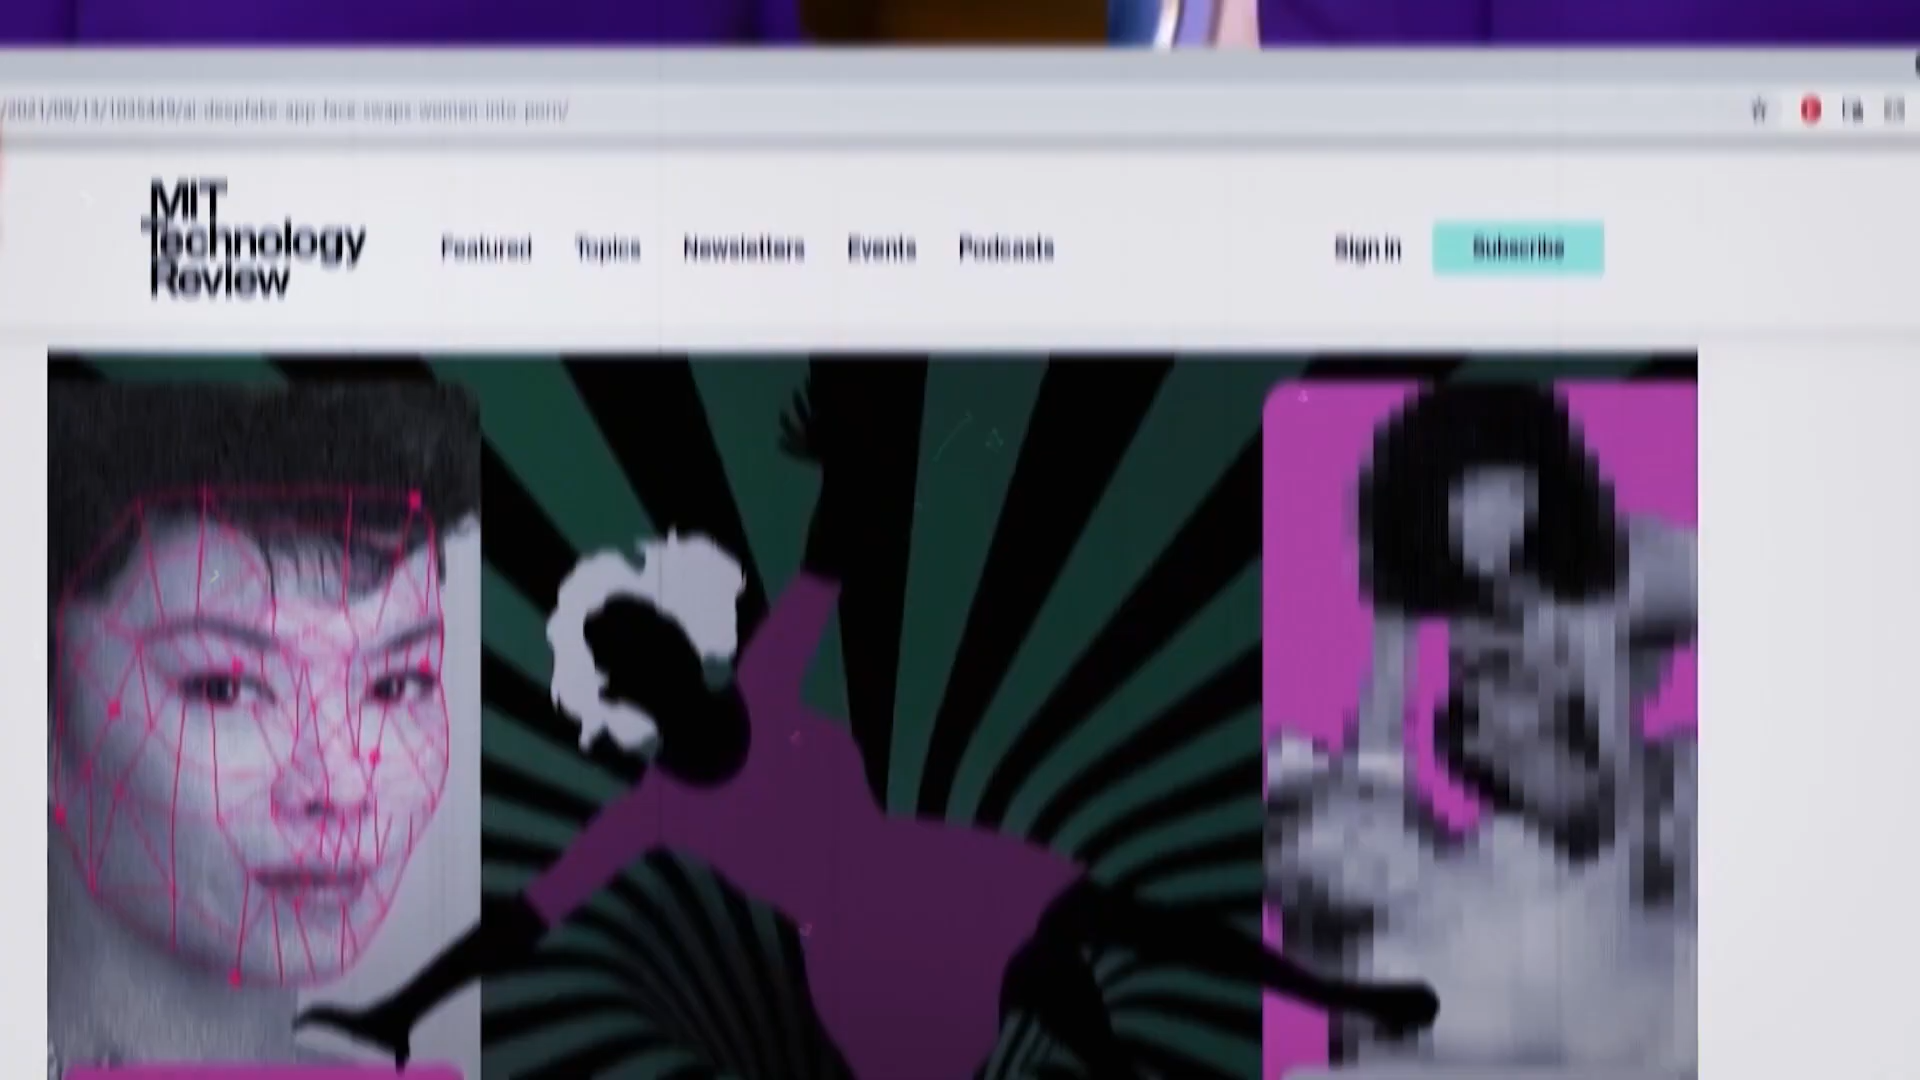 /2021/09/13/1035449/ai-deepfake-app-face-swaps-women-into-porn/
MIT
Technology
Review
Featured Topics Newsletters Events Podcasts Sign in Subscribe